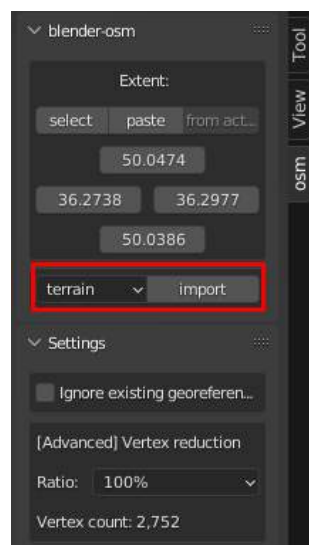 blender-osm
Extent:
select paste from act...
50.0474
36.2738 36.2977
50.0386
terrain import
Settings
Ignore existing georeferen...
[Advanced] Vertex reduction
Ratio: 100%
Vertex count: 2,752
Tool
View
osm